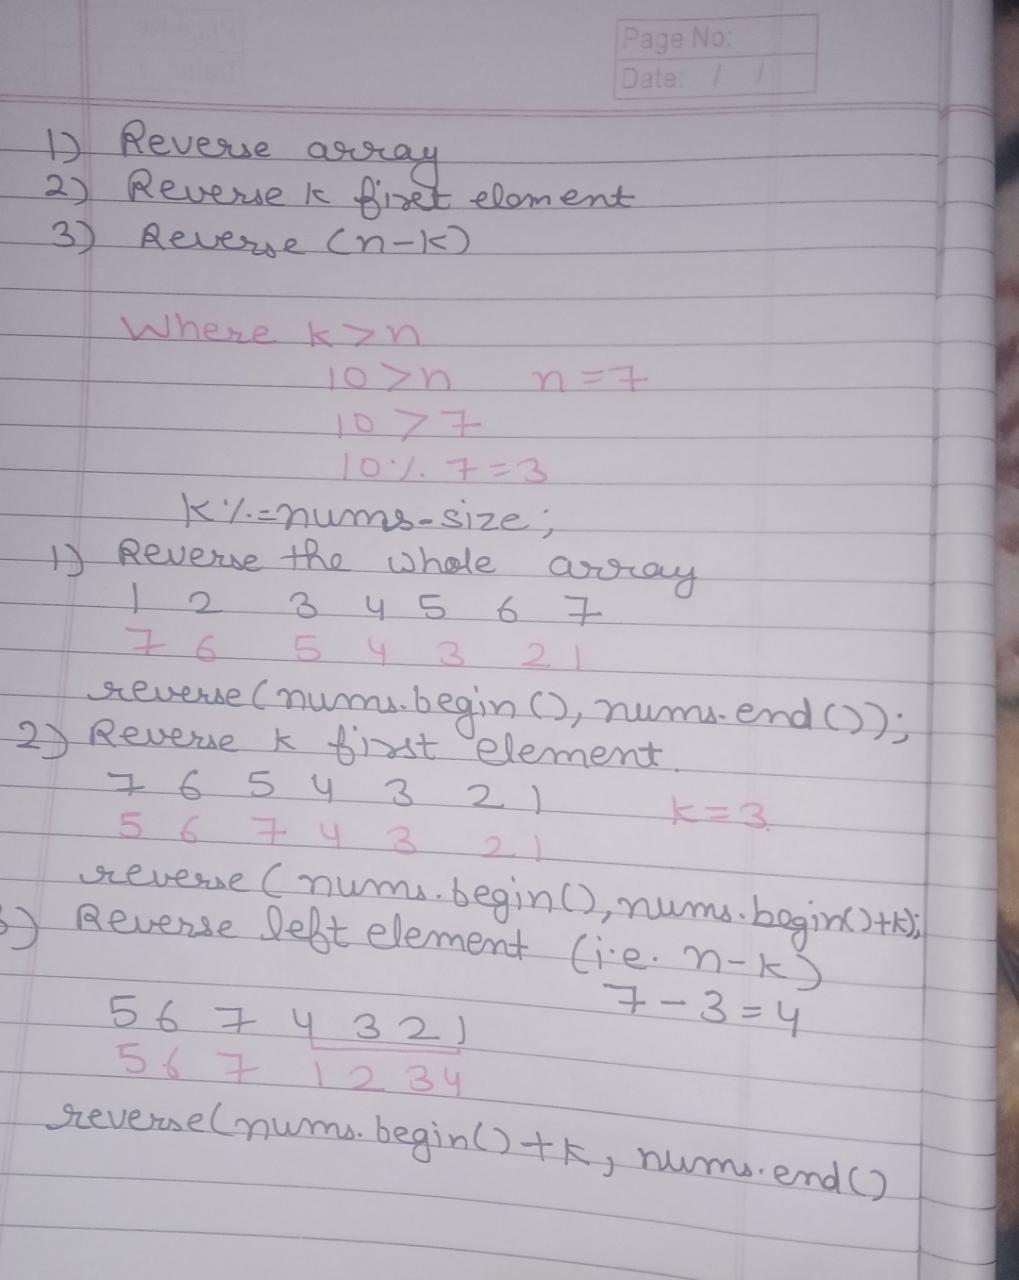 Page No:
Date: / /
1) Reverse array
2) Reverse k first element
3) Reverse (n-k)
Where k>n
10>n n=7
10>7
10%7=3
k%=nums-size;
1) Reverse the whole array
1 2 3 4 5 6 7
7 6 5 4 3 2 1
reverse(nums.begin(), nums.end());
2) Reverse k first element.
7 6 5 4 3 2 1 k=3.
5 6 7 4 3 2 1
reverse(nums.begin(), nums.begin()+k);
3) Reverse left element (i.e. n-k)
7-3=4
5 6 7 4 3 2 1
5 6 7 1 2 3 4
reverse(nums.begin()+k, nums.end()